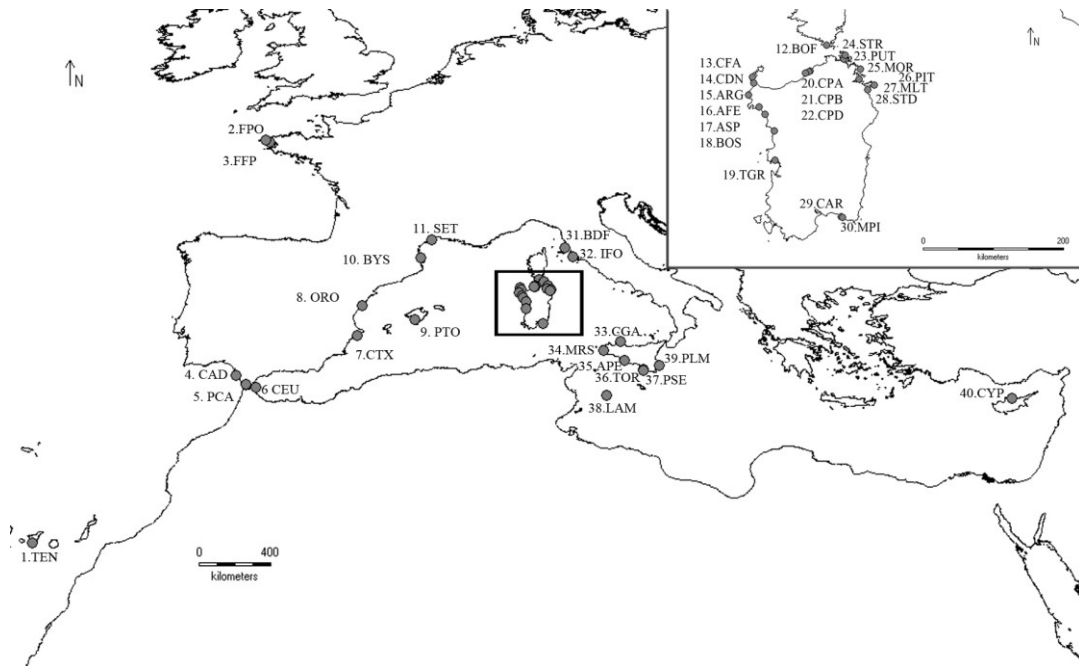 N
2.FPO
3.FFP
11. SET
10. BYS
8. ORO
9. PTO
7.CTX
4. CAD
5. PCA
6 CEU
1.TEN
0 400
kilometers
31.BDF
32. IFO
33.CGA
34.MRS
35.APE
36.TOR
37.PSE
39.PLM
38.LAM
40.CYP
N
12.BOF
24.STR
23.PUT
25.MOR
26.PIT
27.MLT
28.STD
13.CFA
14.CDN
15.ARG
16.AFE
17.ASP
18.BOS
19.TGR
20.CPA
21.CPB
22.CPD
29.CAR
30.MPI
0 200
kilometers